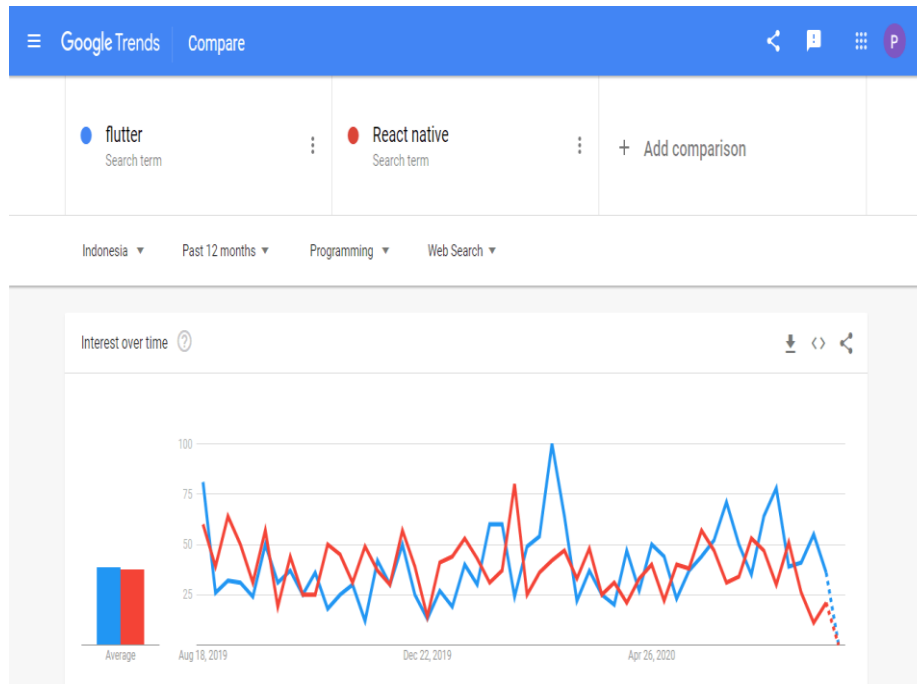 Google Trends Compare P
flutter
Search term
React native
Search term
+ Add comparison
Indonesia Past 12 months Programming Web Search
Interest over time ?
100
75
50
25
Average Aug 18, 2019 Dec 22, 2019 Apr 26, 2020